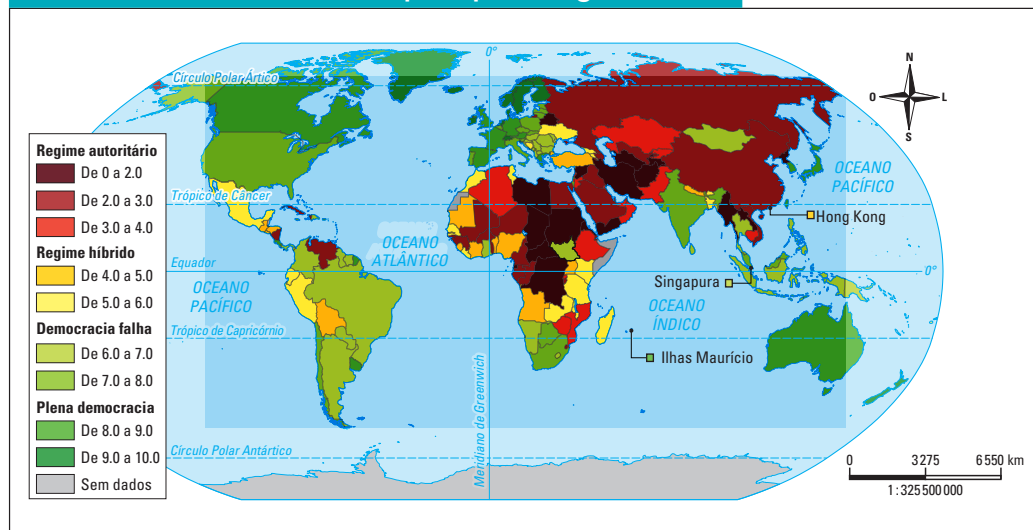 N
O
L
S
0°
Círculo Polar Ártico
OCEANO
PACÍFICO
Regime autoritário
De 0 a 2.0
De 2.0 a 3.0
De 3.0 a 4.0
Regime híbrido
De 4.0 a 5.0
De 5.0 a 6.0
Democracia falha
De 6.0 a 7.0
De 7.0 a 8.0
Plena democracia
De 8.0 a 9.0
De 9.0 a 10.0
Sem dados
Trópico de Câncer
Hong Kong
OCEANO
ATLÂNTICO
Equador
0°
OCEANO
PACÍFICO
Singapura
OCEANO
ÍNDICO
Trópico de Capricórnio
Ilhas Maurício
Meridiano de Greenwich
Círculo Polar Antártico
0 3275 6550 km
1 : 325 500 000